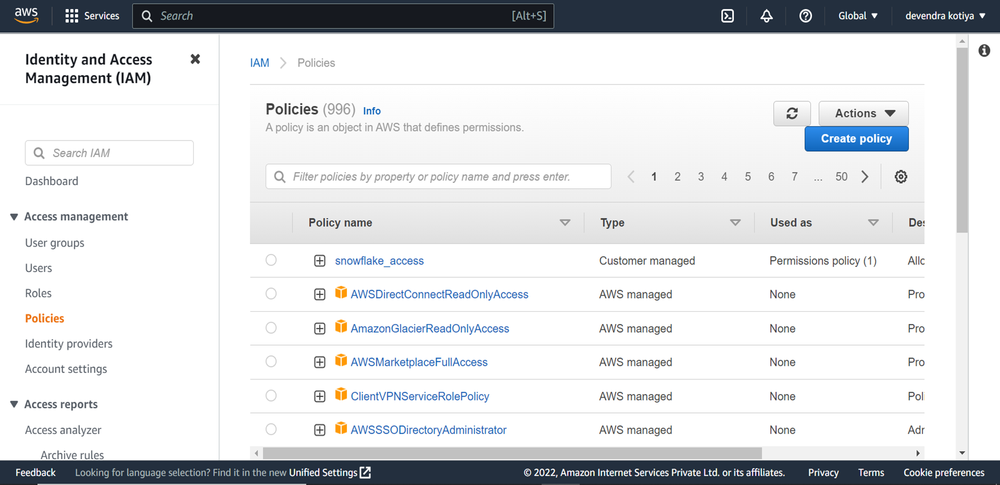 aws Services Search [Alt+S] Global ▼ devendra kotiya ▼
Identity and Access
Management (IAM)
Search IAM
Dashboard
Access management
User groups
Users
Roles
Policies
Identity providers
Account settings
Access reports
Access analyzer
Archive rules
IAM > Policies
Policies (996) Info
A policy is an object in AWS that defines permissions.
Actions
Create policy
Filter policies by property or policy name and press enter.
1 2 3 4 5 6 7 ... 50
Policy name Type Used as Des
snowflake_access Customer managed Permissions policy (1) Allo
AWSDirectConnectReadOnlyAccess AWS managed None Pro
AmazonGlacierReadOnlyAccess AWS managed None Pro
AWSMarketplaceFullAccess AWS managed None Pro
ClientVPNServiceRolePolicy AWS managed None Poli
AWSSSODirectoryAdministrator AWS managed None Adr
Feedback Looking for language selection? Find it in the new Unified Settings © 2022, Amazon Internet Services Private Ltd. or its affiliates. Privacy Terms Cookie preferences